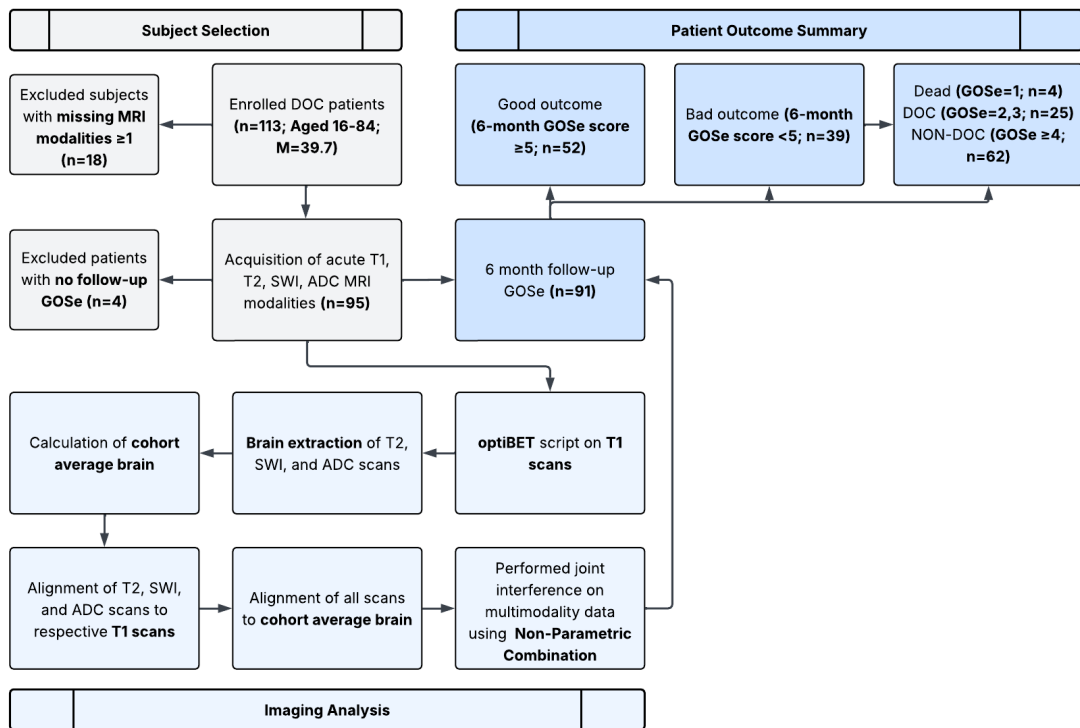 Subject Selection
Patient Outcome Summary
Excluded subjects
with missing MRI
modalities ≥1
(n=18)
Enrolled DOC patients
(n=113; Aged 16-84;
M=39.7)
Good outcome
(6-month GOSe score
≥5; n=52)
Bad outcome (6-month
GOSe score <5; n=39)
Dead (GOSe=1; n=4)
DOC (GOSe=2,3; n=25)
NON-DOC (GOSe ≥4;
n=62)
Excluded patients
with no follow-up
GOSe (n=4)
Acquisition of acute T1,
T2, SWI, ADC MRI
modalities (n=95)
6 month follow-up
GOSe (n=91)
Calculation of cohort
average brain
Brain extraction of T2,
SWI, and ADC scans
optiBET script on T1
scans
Alignment of T2, SWI,
and ADC scans to
respective T1 scans
Alignment of all scans
to cohort average brain
Performed joint
interference on
multimodality data
using Non-Parametric
Combination
Imaging Analysis